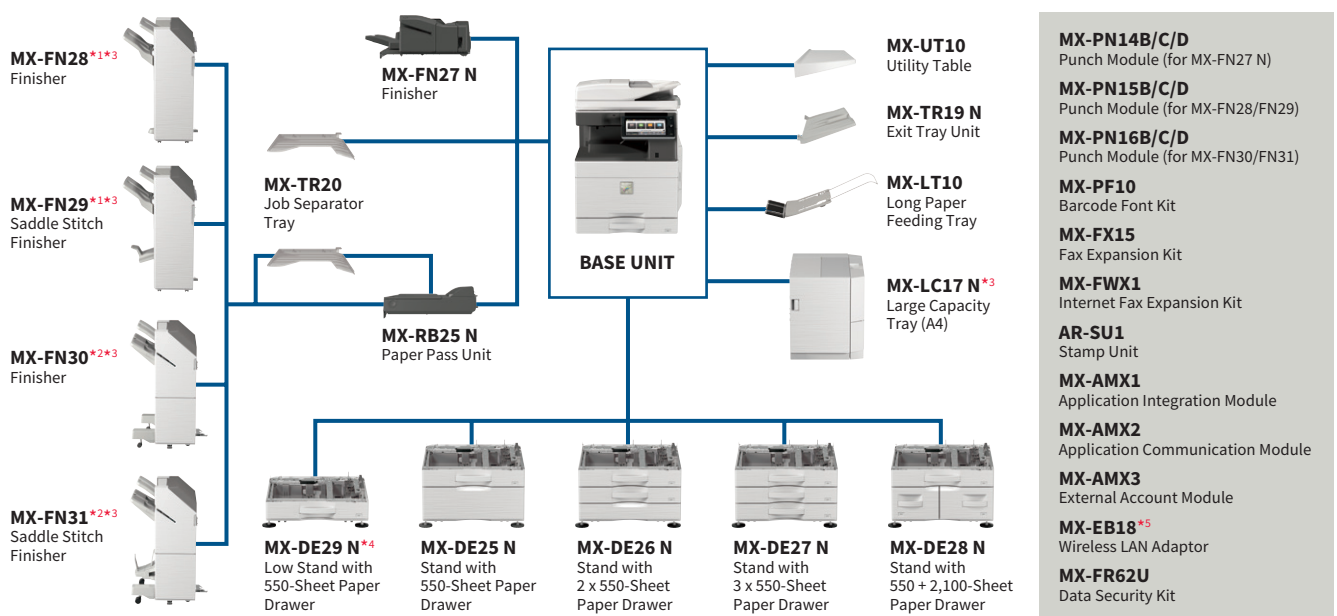 MX-FN28*1*3
Finisher
MX-FN29*1*3
Saddle Stitch
Finisher
MX-FN30*2*3
Finisher
MX-FN31*2*3
Saddle Stitch
Finisher
MX-FN27 N
Finisher
MX-TR20
Job Separator
Tray
MX-RB25 N
Paper Pass Unit
BASE UNIT
MX-UT10
Utility Table
MX-TR19 N
Exit Tray Unit
MX-LT10
Long Paper
Feeding Tray
MX-LC17 N*3
Large Capacity
Tray (A4)
MX-DE29 N*4
Low Stand with
550-Sheet Paper
Drawer
MX-DE25 N
Stand with
550-Sheet Paper
Drawer
MX-DE26 N
Stand with
2 x 550-Sheet
Paper Drawer
MX-DE27 N
Stand with
3 x 550-Sheet
Paper Drawer
MX-DE28 N
Stand with
550 + 2,100-Sheet
Paper Drawer
MX-PN14B/C/D
Punch Module (for MX-FN27 N)
MX-PN15B/C/D
Punch Module (for MX-FN28/FN29)
MX-PN16B/C/D
Punch Module (for MX-FN30/FN31)
MX-PF10
Barcode Font Kit
MX-FX15
Fax Expansion Kit
MX-FWX1
Internet Fax Expansion Kit
AR-SU1
Stamp Unit
MX-AMX1
Application Integration Module
MX-AMX2
Application Communication Module
MX-AMX3
External Account Module
MX-EB18*5
Wireless LAN Adaptor
MX-FR62U
Data Security Kit